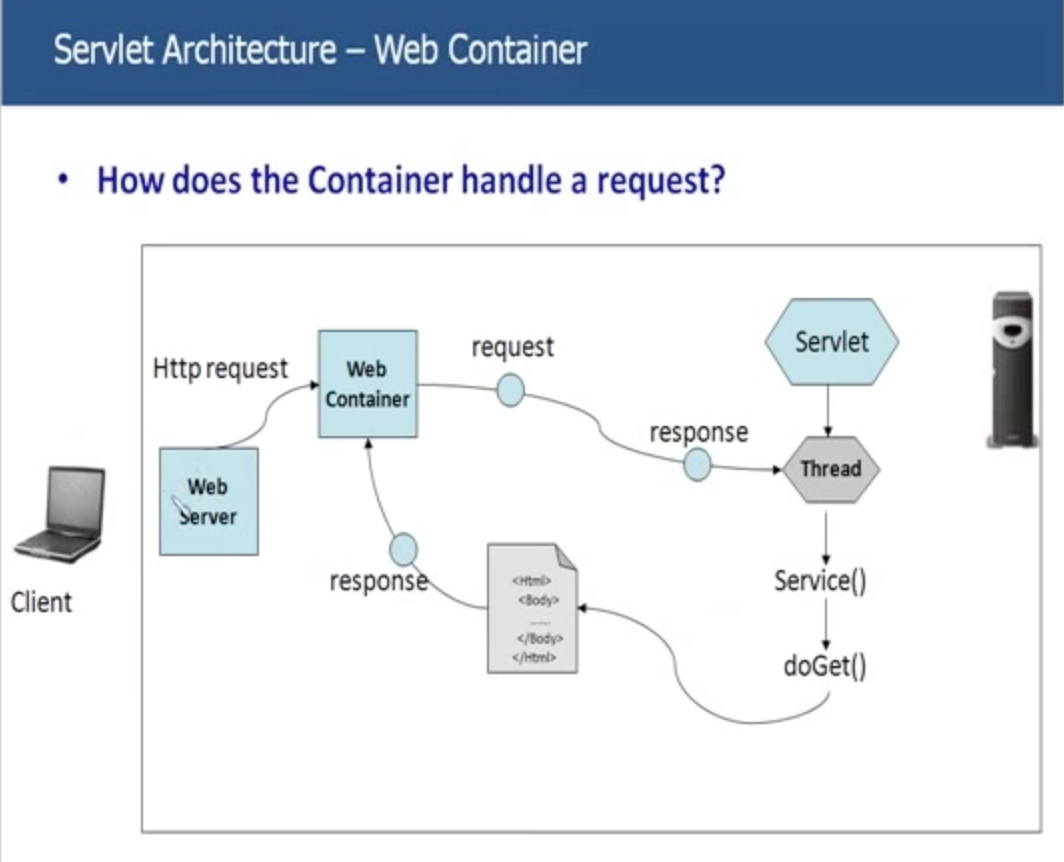 Servlet Architecture – Web Container
• How does the Container handle a request?
Http request
Web
Container
request
response
Servlet
Thread
Web
Server
Client
response
<Html>
<Body>
......
</Body>
</Html>
Service()
doGet()